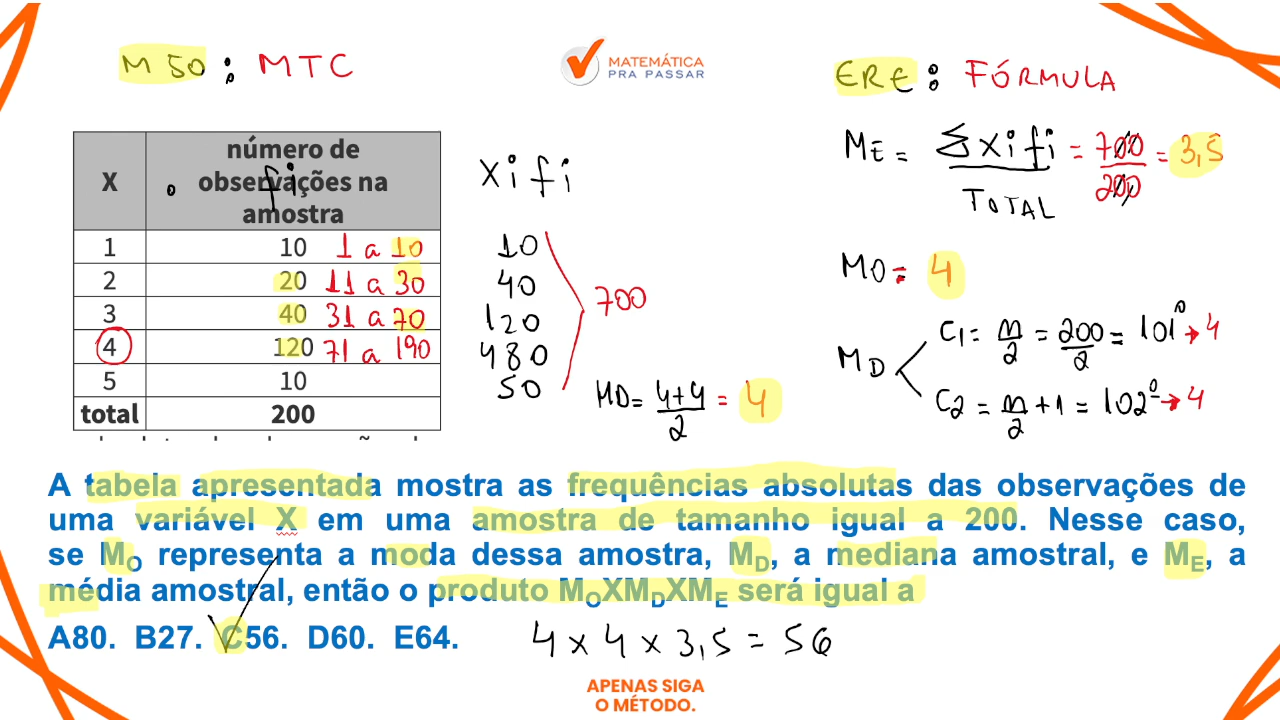 M50: MTC
MATEMÁTICA
PRA PASSAR
ERE: FÓRMULA
X número de observações na amostra fi
1 10 1 a 10
2 20 11 a 30
3 40 31 a 70
4 120 71 a 190
5 10
total 200
xifi
10
40
120
480
50
700
ME = Σxifi / TOTAL = 700/200 = 3,5
MO = 4
MD
C1 = n/2 = 200/2 = 101º → 4
C2 = n/2 + 1 = 102º → 4
MD = 4+4/2 = 4
A tabela apresentada mostra as frequências absolutas das observações de
uma variável X em uma amostra de tamanho igual a 200. Nesse caso,
se MO representa a moda dessa amostra, MD, a mediana amostral, e ME, a
média amostral, então o produto MOXMDXME será igual a
A80. B27. C56. D60. E64.
4 x 4 x 3,5 = 56
APENAS SIGA
O MÉTODO.